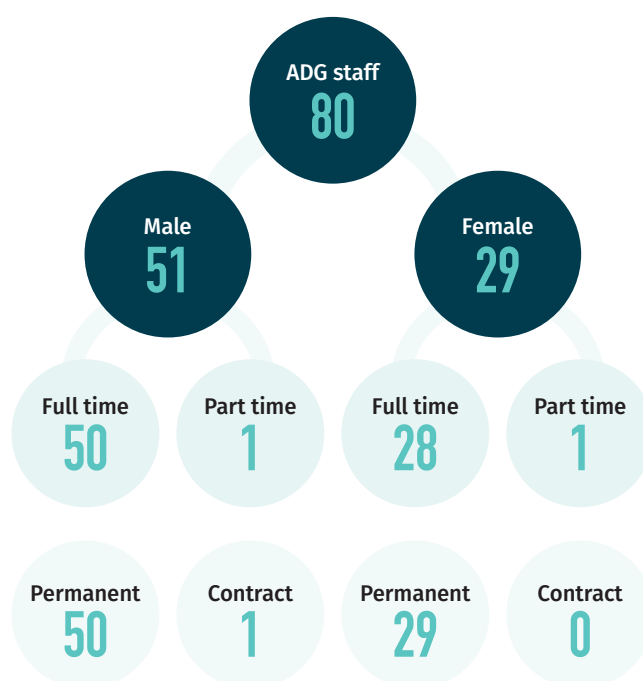 ADG staff
80
Male
51
Female
29
Full time
50
Part time
1
Full time
28
Part time
1
Permanent
50
Contract
1
Permanent
29
Contract
0